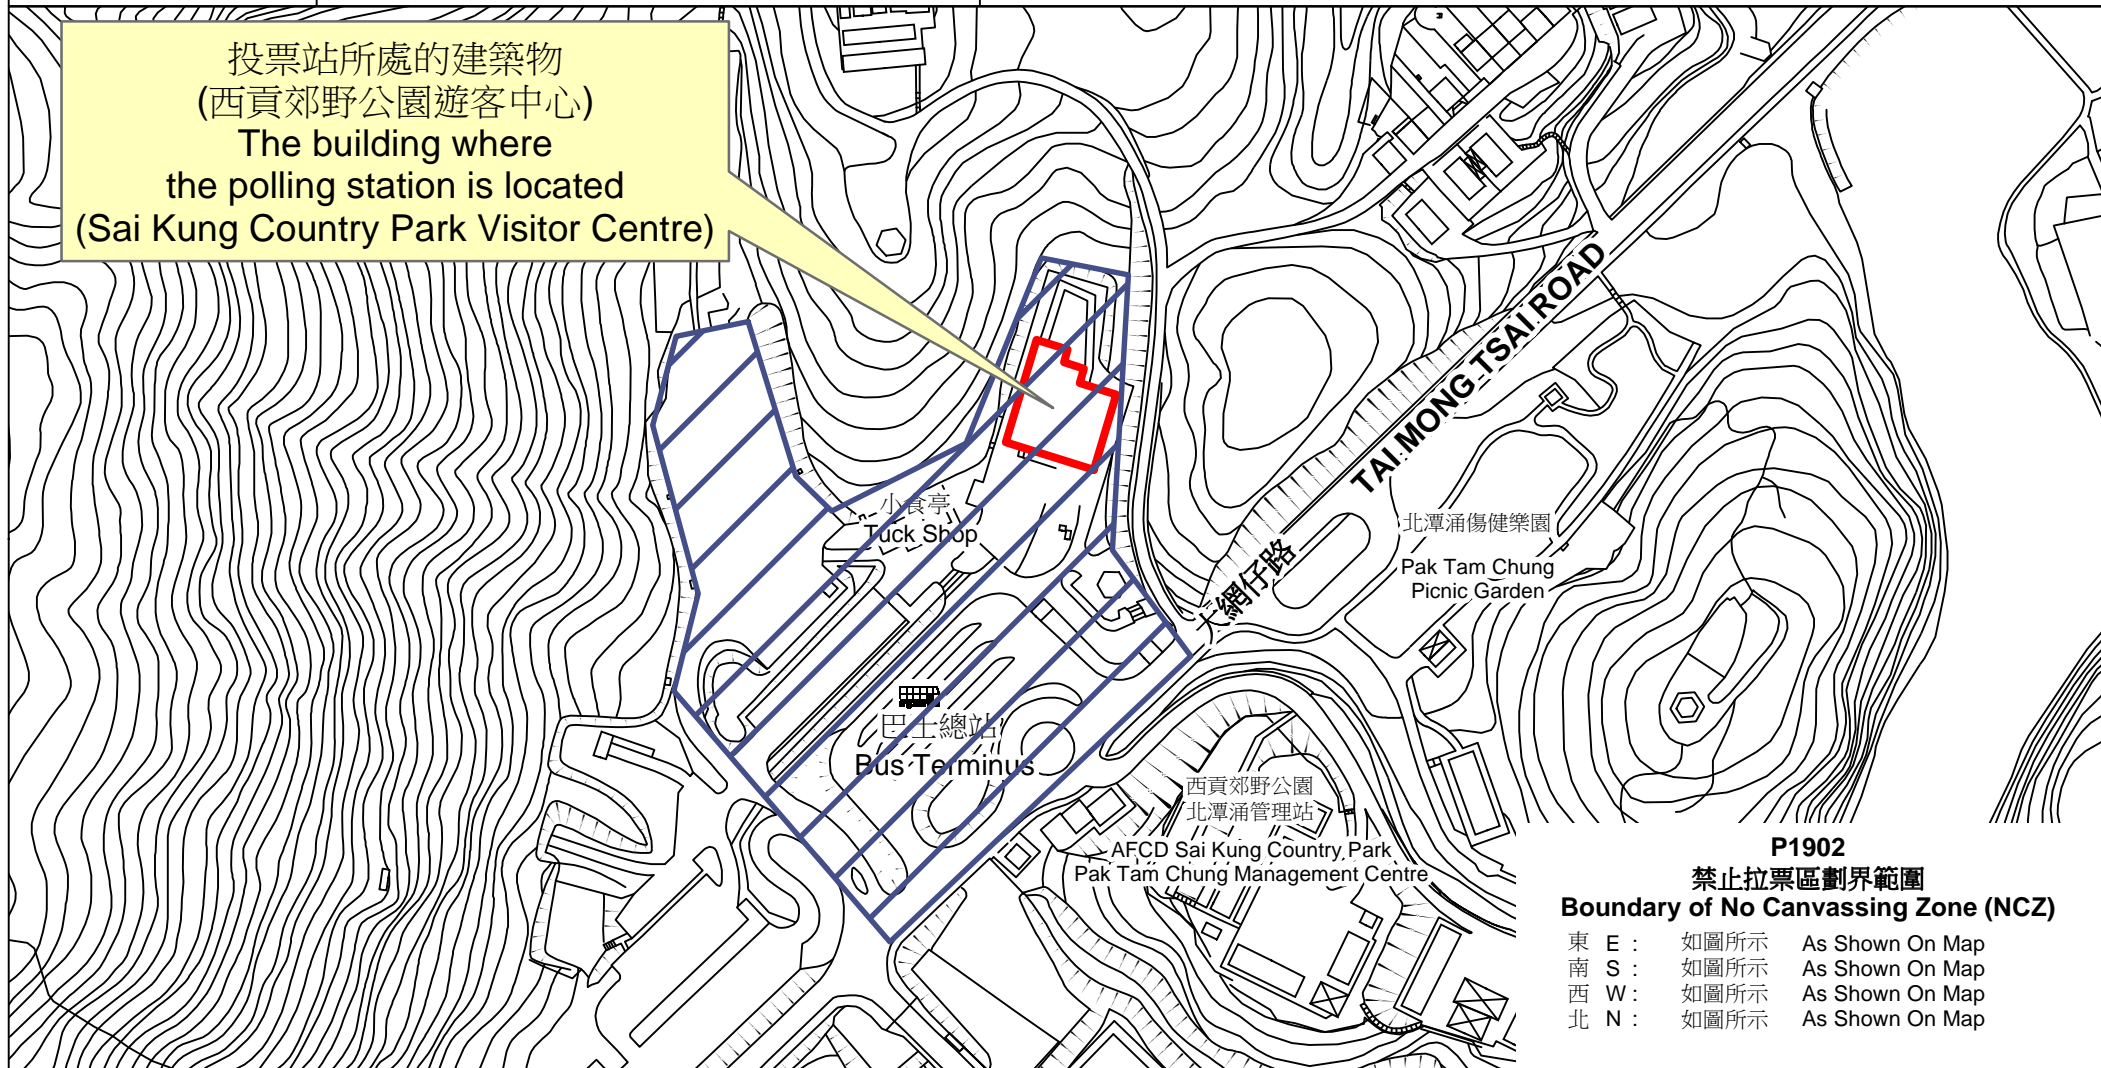 投票站所處的建築物
(西貢郊野公園遊客中心)
The building where
the polling station is located
(Sai Kung Country Park Visitor Centre)
TAI MONG TSAI ROAD
大網仔路
小食亭
Tuck Shop
北潭涌傷健樂園
Pak Tam Chung
Picnic Garden
巴士總站
Bus Terminus
西貢郊野公園
北潭涌管理站
AFCD Sai Kung Country Park
Pak Tam Chung Management Centre
P1902
禁止拉票區劃界範圍
Boundary of No Canvassing Zone (NCZ)
東 E : 如圖所示 As Shown On Map
南 S : 如圖所示 As Shown On Map
西 W : 如圖所示 As Shown On Map
北 N : 如圖所示 As Shown On Map